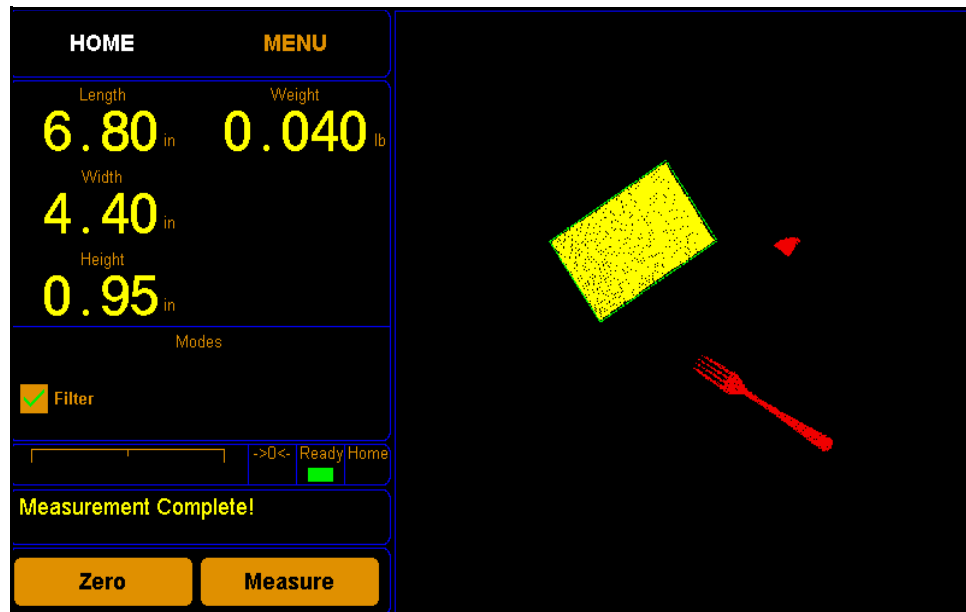 HOME MENU
Length Weight
6.80 in 0.040 lb
Width
4.40 in
Height
0.95 in
Modes
Filter
->0<- Ready Home
Measurement Complete!
Zero Measure